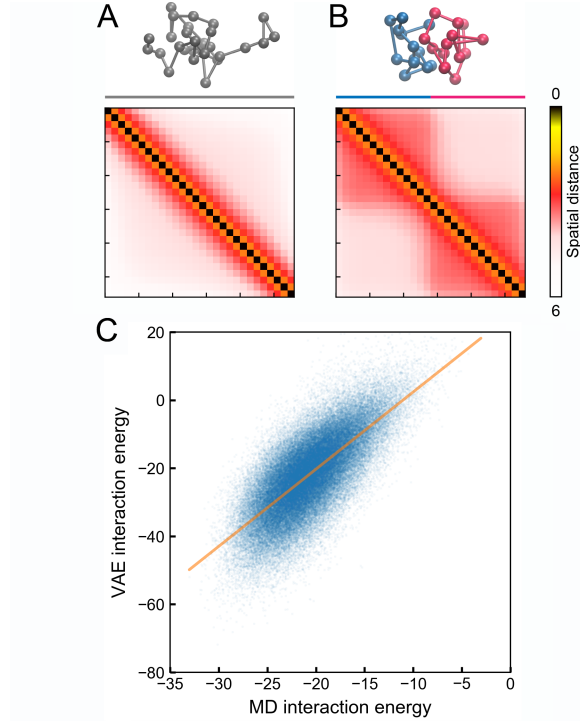 A
B
0
Spatial distance
6
C
20
0
−20
−40
−60
−80
VAE interaction energy
−35
−30
−25
−20
−15
−10
−5
0
MD interaction energy